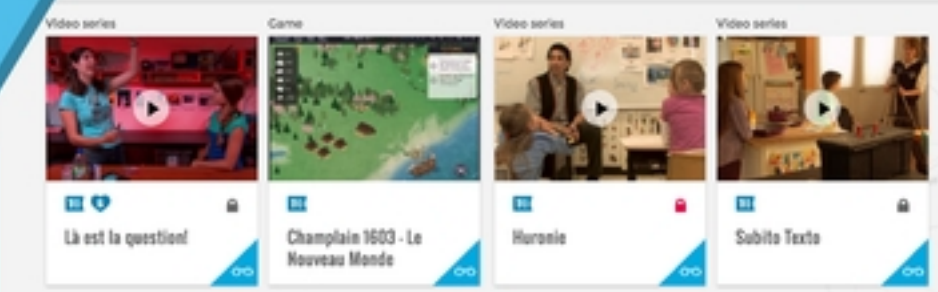 Video series
Game
Video series
Video series
Là est la question!
Champlain 1603 - Le
Nouveau Monde
Huronie
Subito Texto